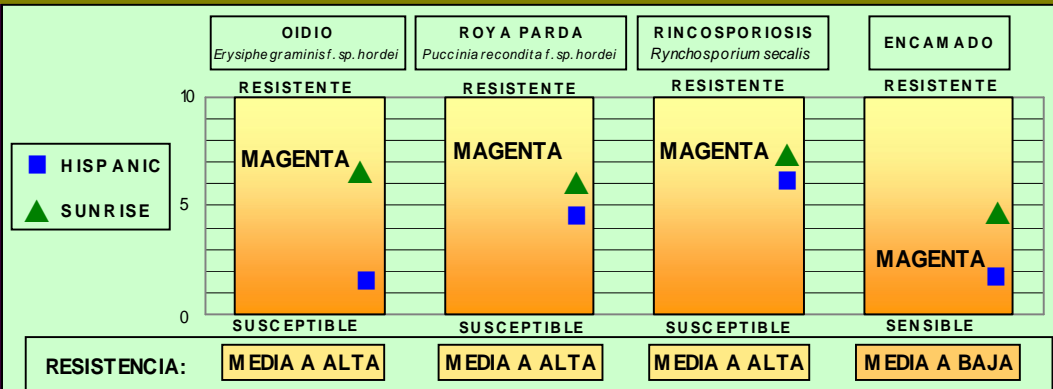 OIDIO
Erysiphe graminis f. sp. hordei
ROYA PARDA
Puccinia recondita f. sp. hordei
RINCOSPORIOSIS
Rynchosporium secalis
ENCAMADO
RESISTENTE RESISTENTE RESISTENTE RESISTENTE
10
5
0
HISPANIC
SUNRISE
MAGENTA MAGENTA MAGENTA
MAGENTA
SUSCEPTIBLE SUSCEPTIBLE SUSCEPTIBLE SENSIBLE
RESISTENCIA: MEDIA A ALTA MEDIA A ALTA MEDIA A ALTA MEDIA A BAJA